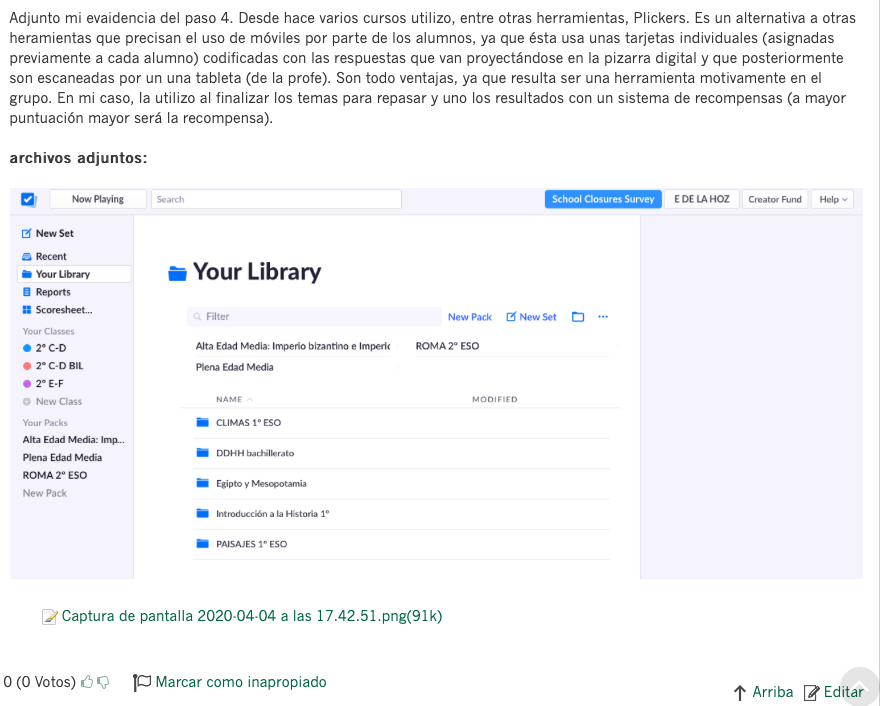 Adjunto mi evaidencia del paso 4. Desde hace varios cursos utilizo, entre otras herramientas, Plickers. Es un alternativa a otras
heramientas que precisan el uso de móviles por parte de los alumnos, ya que ésta usa unas tarjetas individuales (asignadas
previamente a cada alumno) codificadas con las respuestas que van proyectándose en la pizarra digital y que posteriormente
son escaneadas por un una tableta (de la profe). Son todo ventajas, ya que resulta ser una herramienta motivamente en el
grupo. En mi caso, la utilizo al finalizar los temas para repasar y uno los resultados con un sistema de recompensas (a mayor
puntuación mayor será la recompensa).
archivos adjuntos:
Now Playing
Search
School Closures Survey
E DE LA HOZ
Creator Fund
Help
New Set
Recent
Your Library
Reports
Scoresheet...
Your Classes
2º C-D
2º C-D BIL
2º E-F
New Class
Your Packs
Alta Edad Media: Imp...
Plena Edad Media
ROMA 2º ESO
New Pack
Your Library
Filter
New Pack
New Set
Alta Edad Media: Imperio bizantino e Imperic
ROMA 2º ESO
Plena Edad Media
NAME
MODIFIED
CLIMAS 1º ESO
DDHH bachillerato
Egipto y Mesopotamia
Introducción a la Historia 1º
PAISAJES 1º ESO
Captura de pantalla 2020-04-04 a las 17.42.51.png(91k)
0 (0 Votos)
Marcar como inapropiado
Arriba
Editar